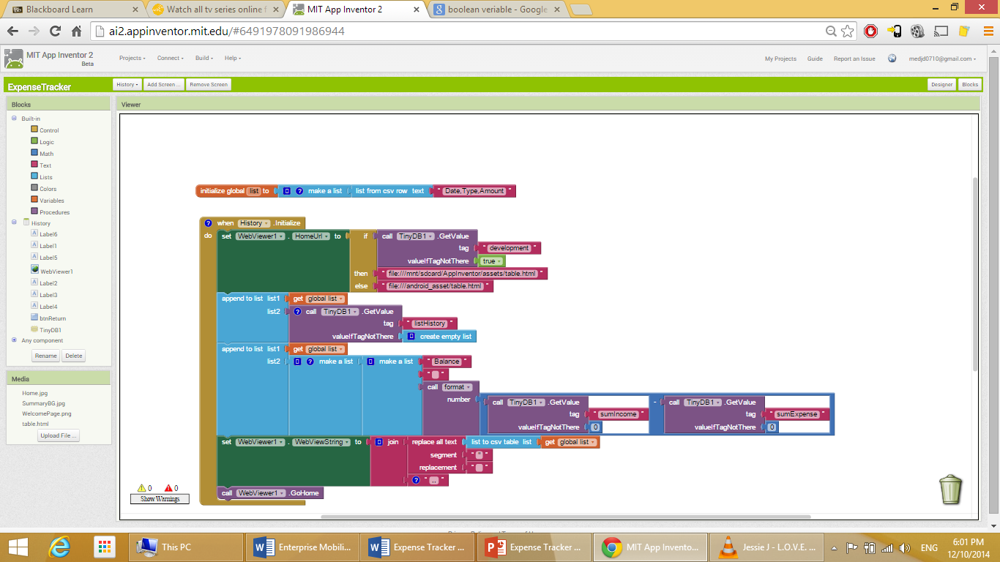 Blackboard Learn
Watch all tv series online f
MIT App Inventor 2
boolean veriable - Google
ai2.appinventor.mit.edu/#6491978091986944
MIT App Inventor 2
Beta
Projects
Connect
Build
Help
My Projects
Guide
Report an Issue
medjd0710@gmail.com
ExpenseTracker
History
Add Screen ...
Remove Screen
Designer
Blocks
Blocks
Viewer
Built-in
Control
Logic
Math
Text
Lists
Colors
Variables
Procedures
History
Label6
Label1
Label5
WebViewer1
Label2
Label3
Label4
btnReturn
TinyDB1
Any component
Rename
Delete
Media
Home.jpg
SummaryBG.jpg
WelcomePage.png
table.html
Upload File ...
initialize global list to ? make a list list from csv row text " Date,Type,Amount "
? when History .Initialize
do set WebViewer1 . HomeUrl to if call TinyDB1 .GetValue
tag " development "
valueIfTagNotThere true
then " file:///mnt/sdcard/AppInventor/assets/table.html "
else " file:///android_asset/table.html "
append to list list1 get global list
list2 ? call TinyDB1 .GetValue
tag " listHistory "
valueIfTagNotThere create empty list
append to list list1 get global list
list2 ? make a list make a list " Balance "
" "
call format
number call TinyDB1 .GetValue - call TinyDB1 .GetValue
tag " sumIncome " tag " sumExpense "
valueIfTagNotThere 0 valueIfTagNotThere 0
set WebViewer1 . WebViewString to join replace all text list to csv table list get global list
segment " " "
replacement " "
? " .. "
call WebViewer1 .GoHome
0 0
Show Warnings
This PC
Enterprise Mobili...
Expense Tracker ...
Expense Tracker ...
MIT App Invento...
Jessie J - L.O.V.E. ...
ENG
6:01 PM
12/10/2014